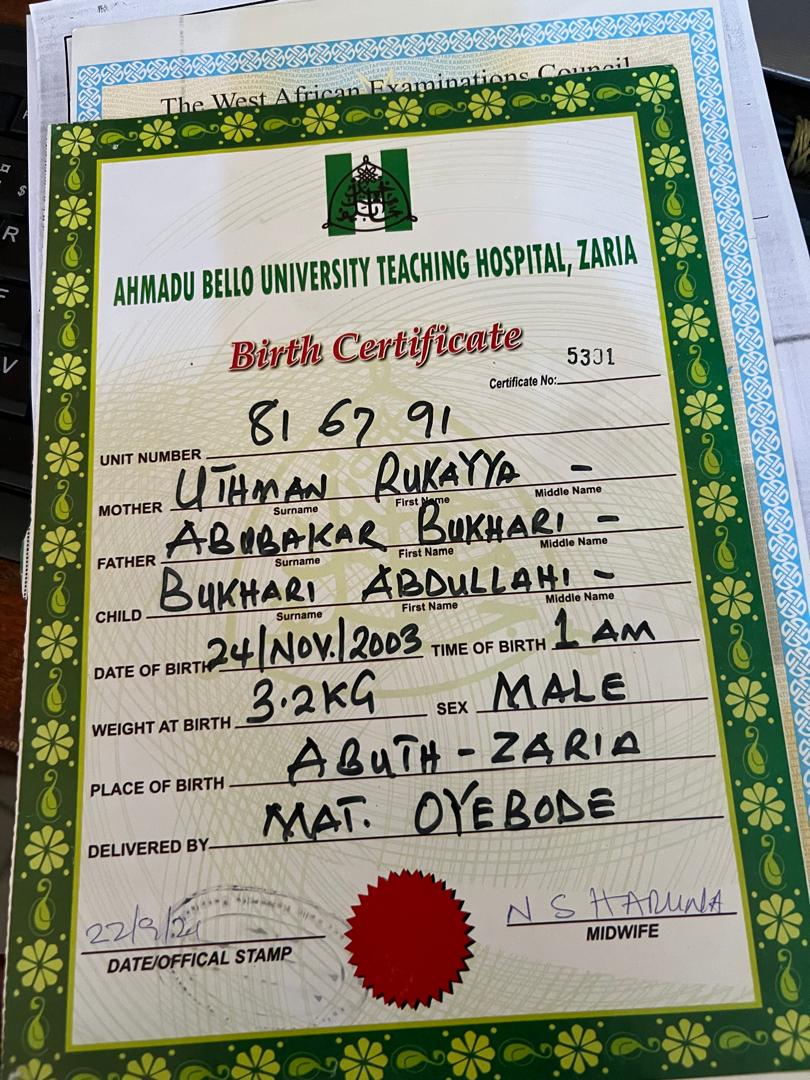 The West African Examinations Council
AHMADU BELLO UNIVERSITY TEACHING HOSPITAL, ZARIA
Birth Certificate
5301
Certificate No:
UNIT NUMBER 81 67 91
MOTHER UTHMAN RUKAYYA -
Surname First Name Middle Name
FATHER ABUBAKAR BUKHARI -
Surname First Name Middle Name
CHILD BUKHARI ABDULLAHI -
Surname First Name Middle Name
DATE OF BIRTH 24/NOV./2003 TIME OF BIRTH 1 AM
WEIGHT AT BIRTH 3.2KG SEX MALE
PLACE OF BIRTH ABUTH - ZARIA
DELIVERED BY MAT. OYEBODE
22/9/21 N S HARUNA
DATE/OFFICAL STAMP MIDWIFE
R
F
V
$